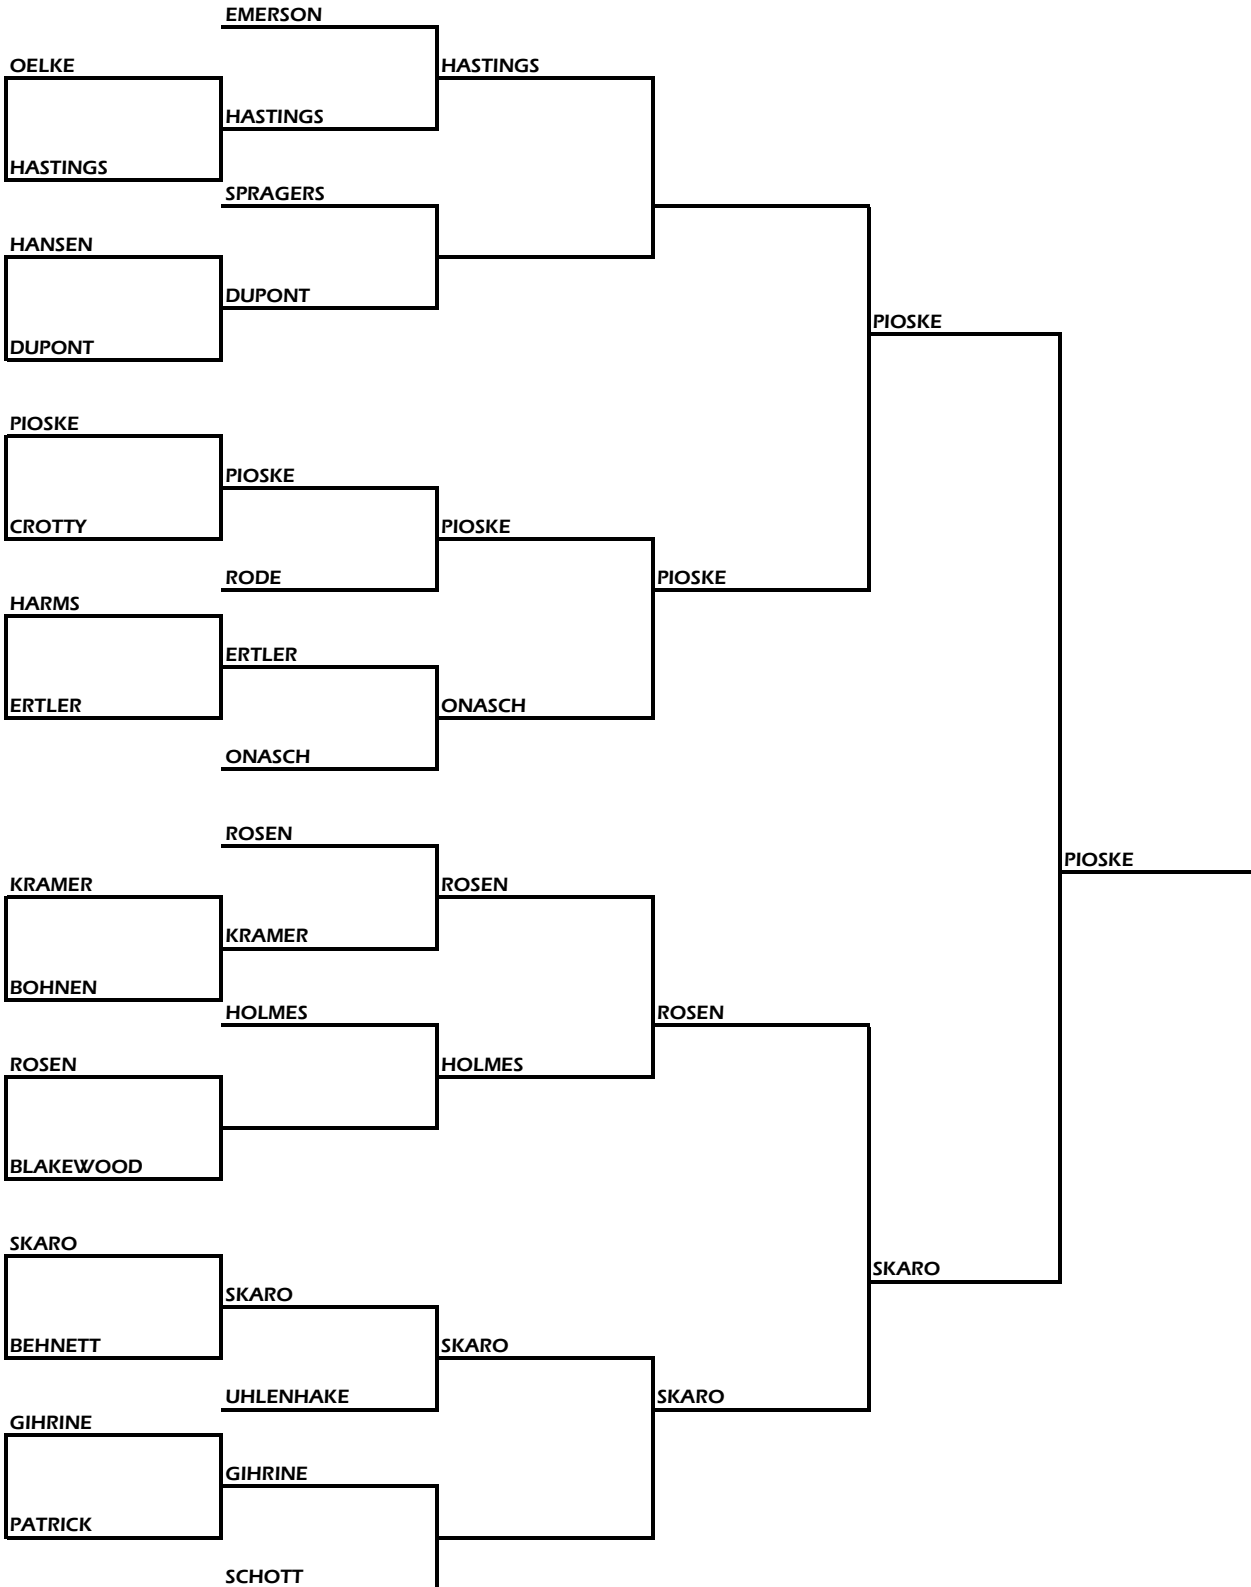 EMERSON
OELKE
HASTINGS
HASTINGS
HASTINGS
SPRAGERS
HANSEN
DUPONT
PIOSKE
DUPONT
PIOSKE
PIOSKE
CROTTY
PIOSKE
RODE
PIOSKE
HARMS
ERTLER
ERTLER
ONASCH
ONASCH
ROSEN
PIOSKE
KRAMER
ROSEN
KRAMER
BOHNEN
HOLMES
ROSEN
ROSEN
HOLMES
BLAKEWOOD
SKARO
SKARO
SKARO
BEHNETT
SKARO
UHLENHAKE
SKARO
GIHRINE
GIHRINE
PATRICK
SCHOTT